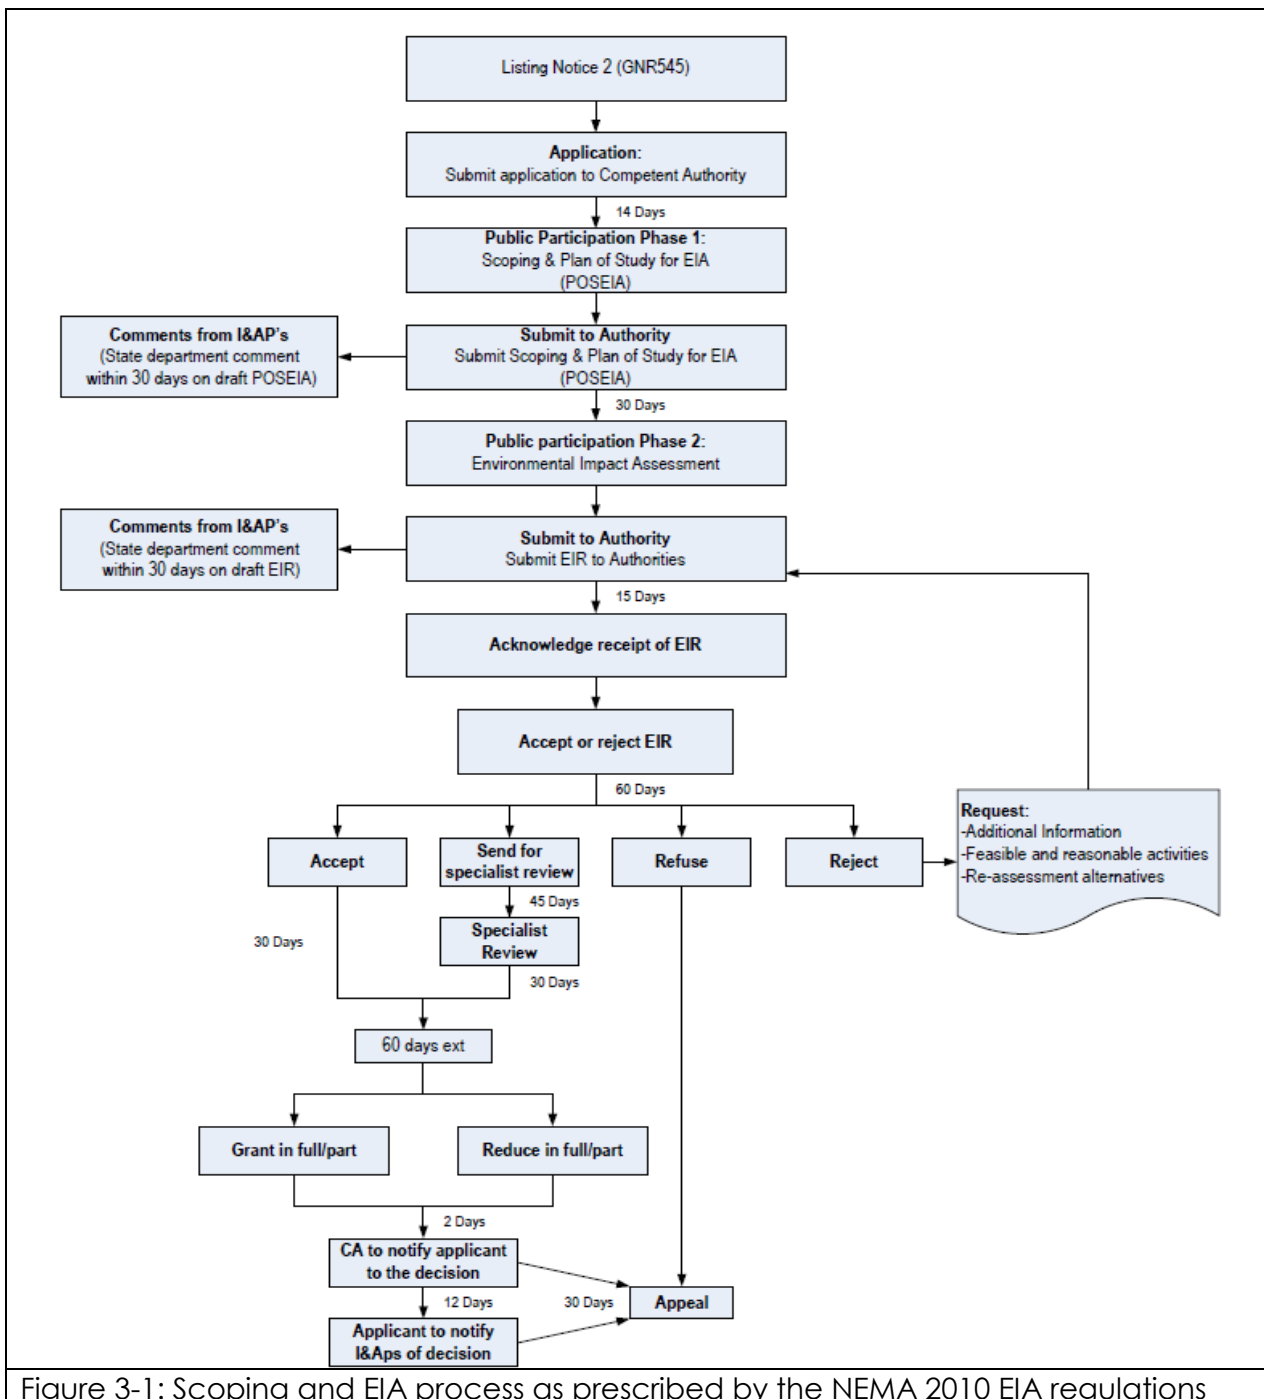 Listing Notice 2 (GNR545)
Application:
Submit application to Competent Authority
14 Days
Public Participation Phase 1:
Scoping & Plan of Study for EIA
(POSEIA)
Comments from I&AP's
(State department comment
within 30 days on draft POSEIA)
Submit to Authority
Submit Scoping & Plan of Study for EIA
(POSEIA)
30 Days
Public participation Phase 2:
Environmental Impact Assessment
Comments from I&AP's
(State department comment
within 30 days on draft EIR)
Submit to Authority
Submit EIR to Authorities
15 Days
Acknowledge receipt of EIR
Accept or reject EIR
60 Days
Accept
Send for
specialist review
Refuse
Reject
Request:
-Additional Information
-Feasible and reasonable activities
-Re-assessment alternatives
45 Days
30 Days
Specialist
Review
30 Days
60 days ext
Grant in full/part
Reduce in full/part
2 Days
CA to notify applicant
to the decision
12 Days
30 Days
Appeal
Applicant to notify
I&Aps of decision
Figure 3-1: Scoping and EIA process as prescribed by the NEMA 2010 EIA regulations